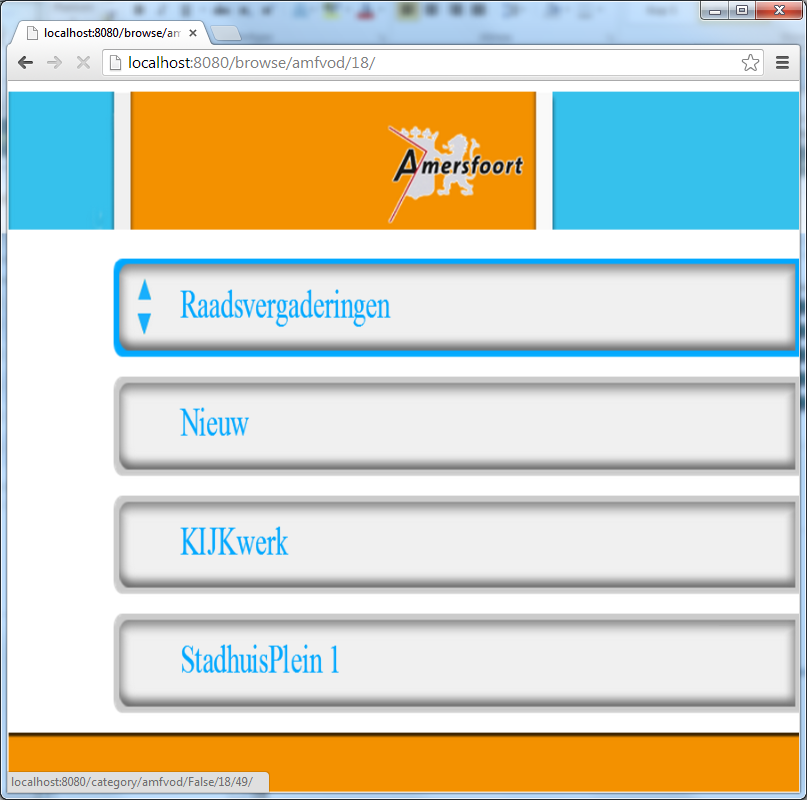 localhost:8080/browse/am
localhost:8080/browse/amfvod/18/
Amersfoort
Raadsvergaderingen
Nieuw
KIJKwerk
StadhuisPlein 1
localhost:8080/category/amfvod/False/18/49/